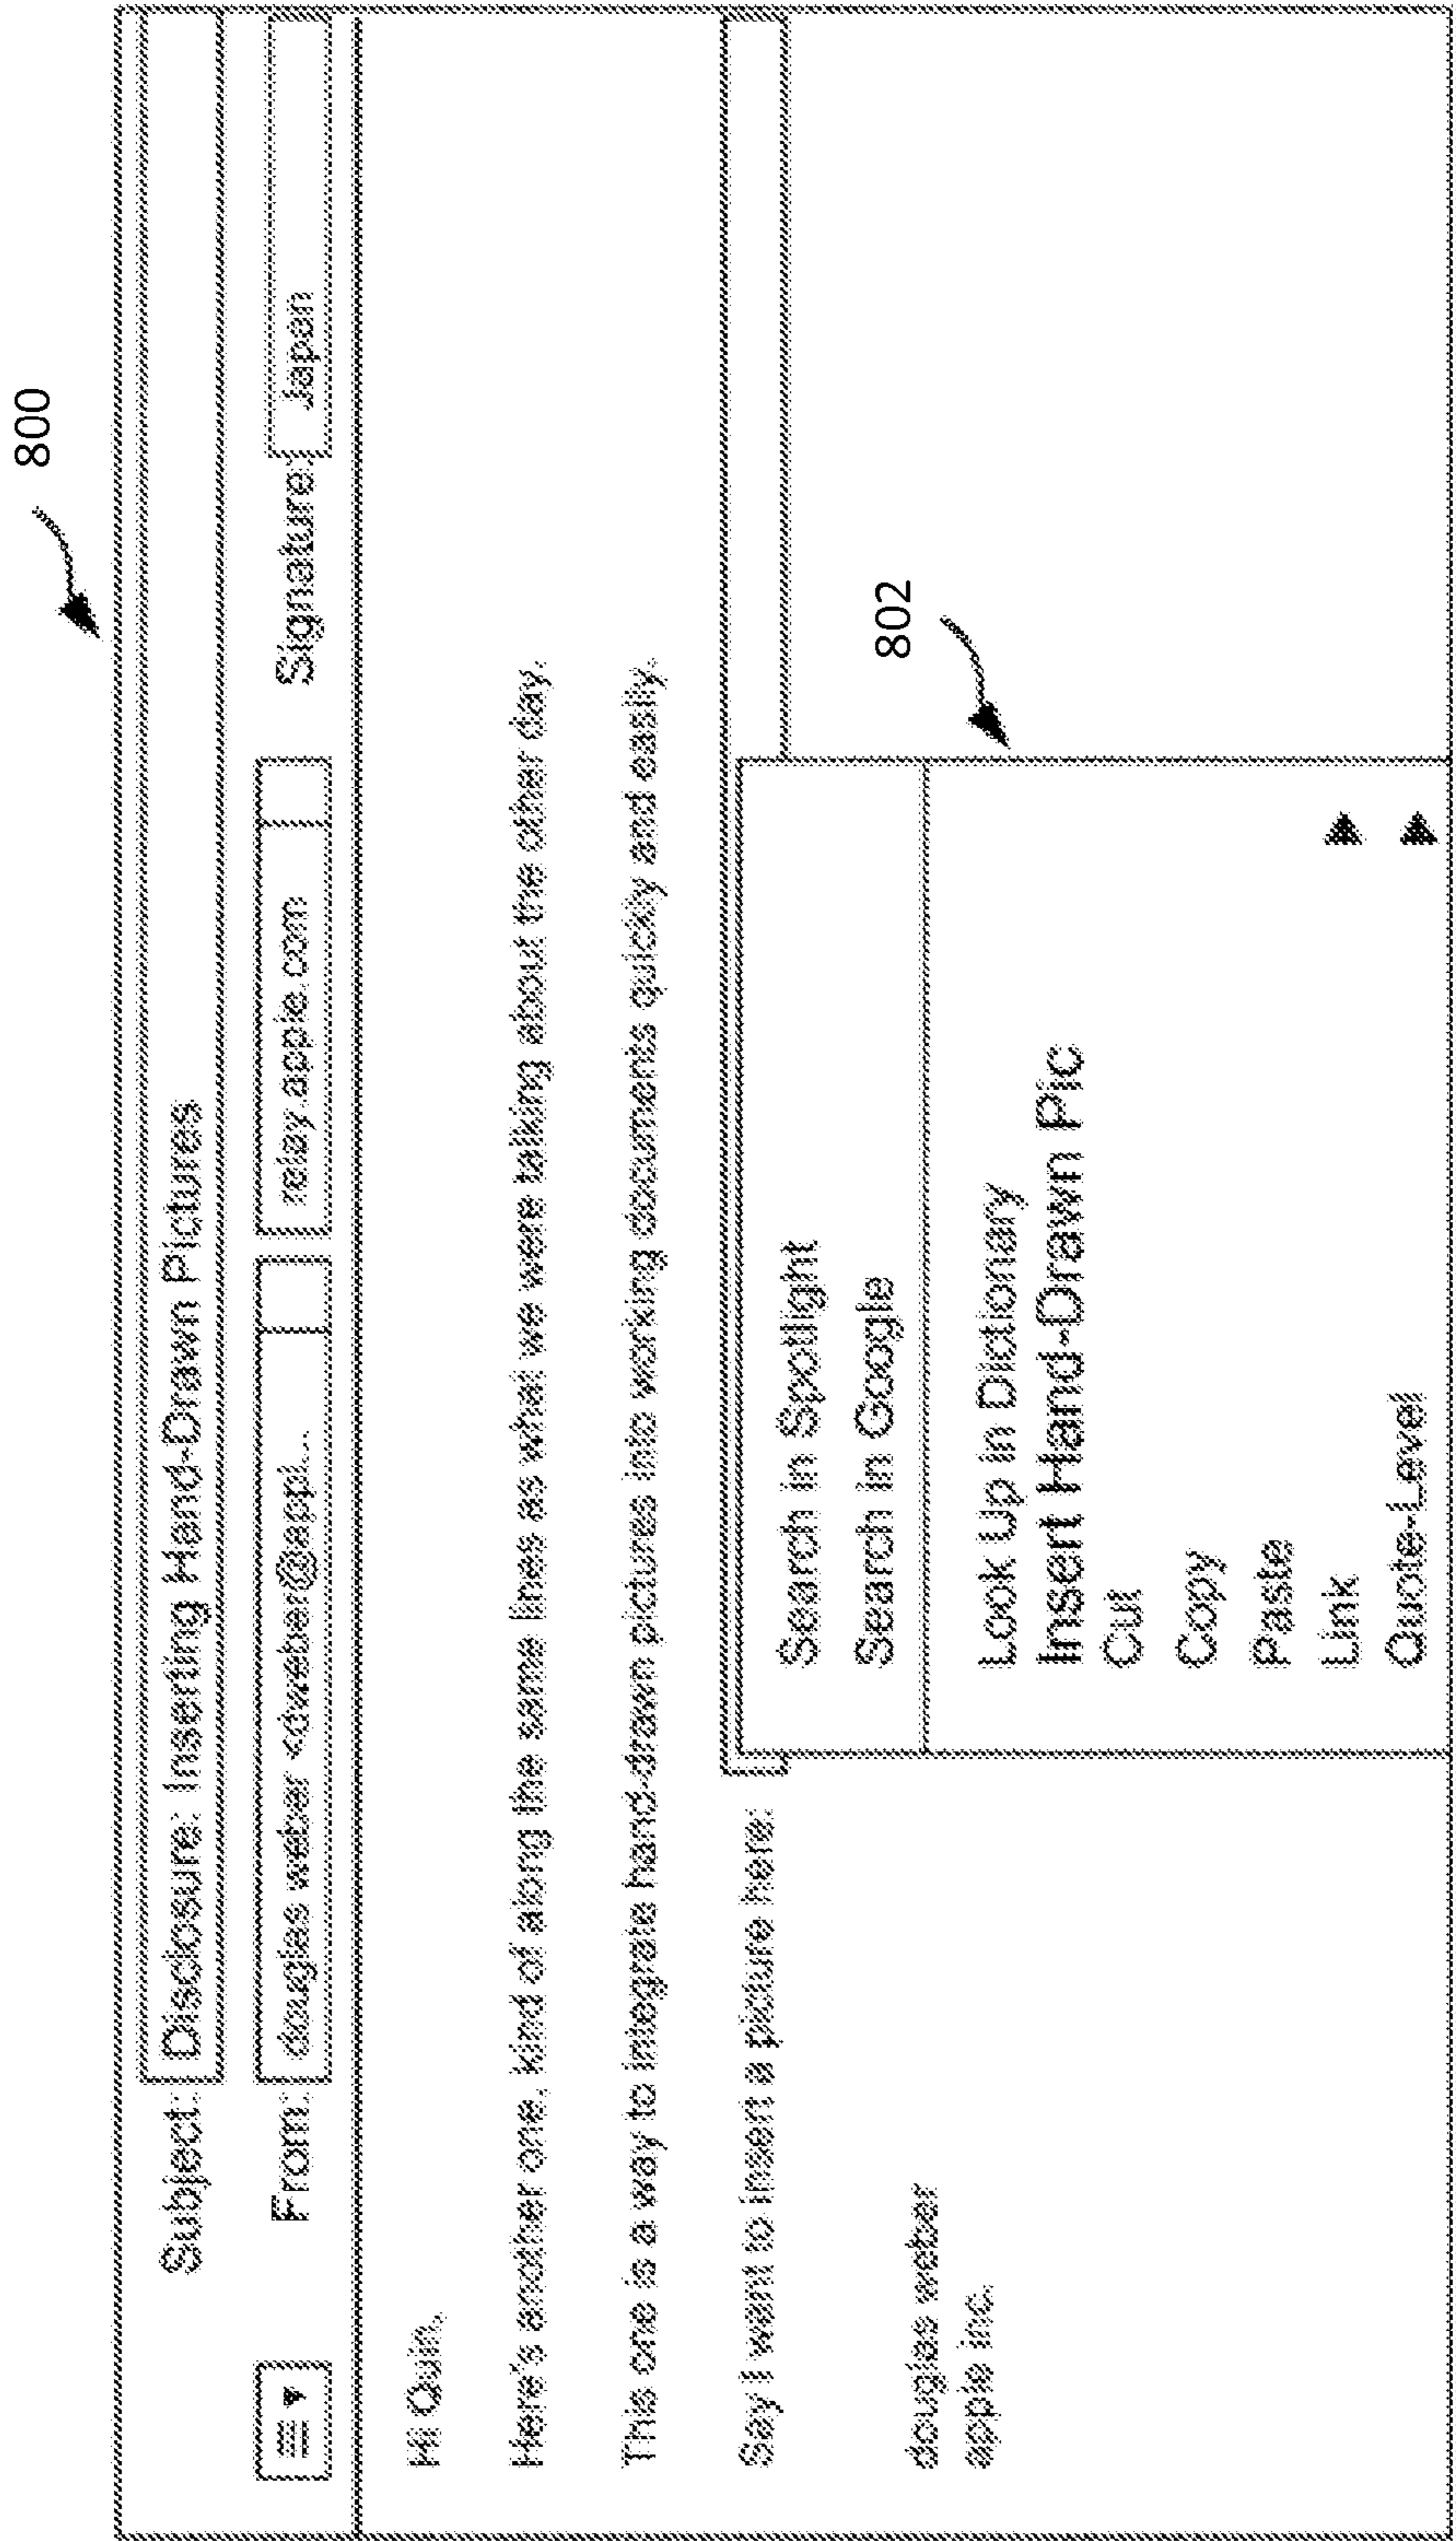 800
Subject: Disclosure: Inserting Hand-Drawn Pictures
From: douglas weber <dweber@appl... relay.apple.com Signature: Japan
Hi Quin,
Here's another one, kind of along the same lines as what we were talking about the other day.
This one is a way to integrate hand-drawn pictures into working documents quickly and easily.
Say I want to insert a picture here:
802
Search in Spotlight
Search in Google
Look Up in Dictionary
Insert Hand-Drawn Pic
Cut
Copy
Paste
Link
Quote-Level
douglas weber
apple inc.